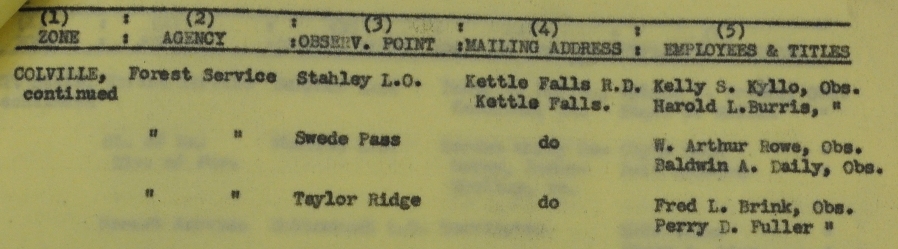 (1) : (2) : (3) : (4) : (5)
ZONE : AGENCY :OBSERV. POINT :MAILING ADDRESS : EMPLOYEES & TITLES
COLVILLE, Forest Service Stahley L.O. Kettle Falls R.D. Kelly S. Kyllo, Obs.
continued Kettle Falls. Harold L.Burris, "
" " Swede Pass do W. Arthur Rowe, Obs.
Baldwin A. Daily, Obs.
" " Taylor Ridge do Fred L. Brink, Obs.
Perry D. Fuller "